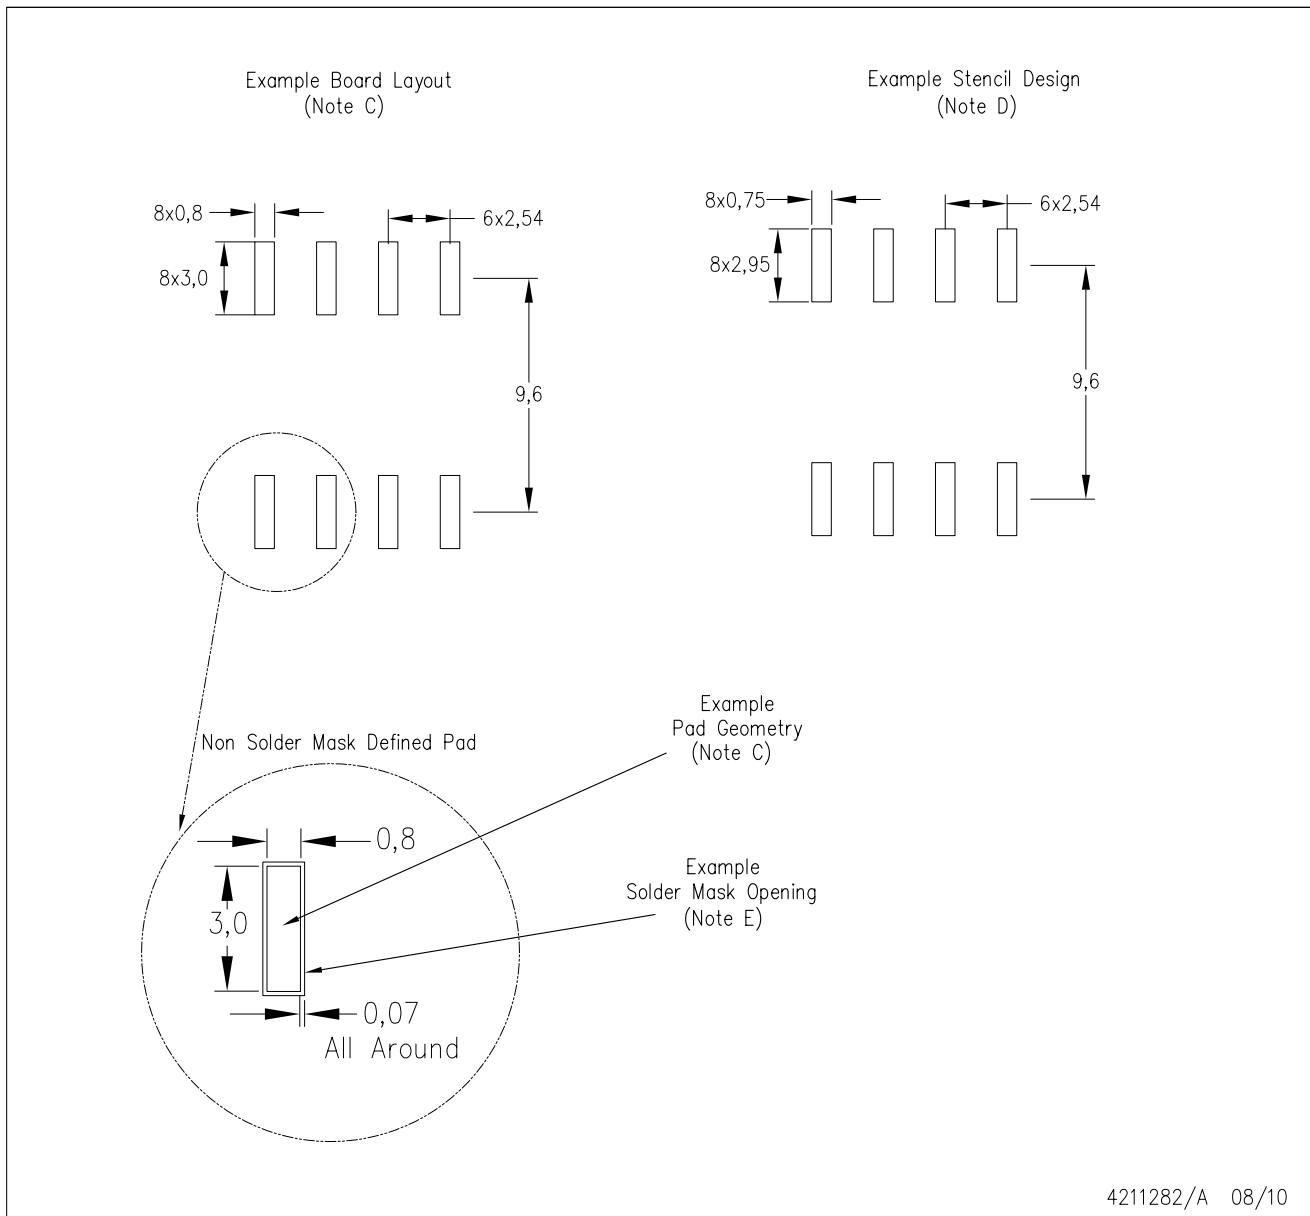 Example Board Layout
(Note C)
Example Stencil Design
(Note D)
8x0,8
6x2,54
8x3,0
9,6
8x0,75
6x2,54
8x2,95
9,6
Non Solder Mask Defined Pad
Example
Pad Geometry
(Note C)
0,8
3,0
Example
Solder Mask Opening
(Note E)
0,07
All Around
4211282/A 08/10